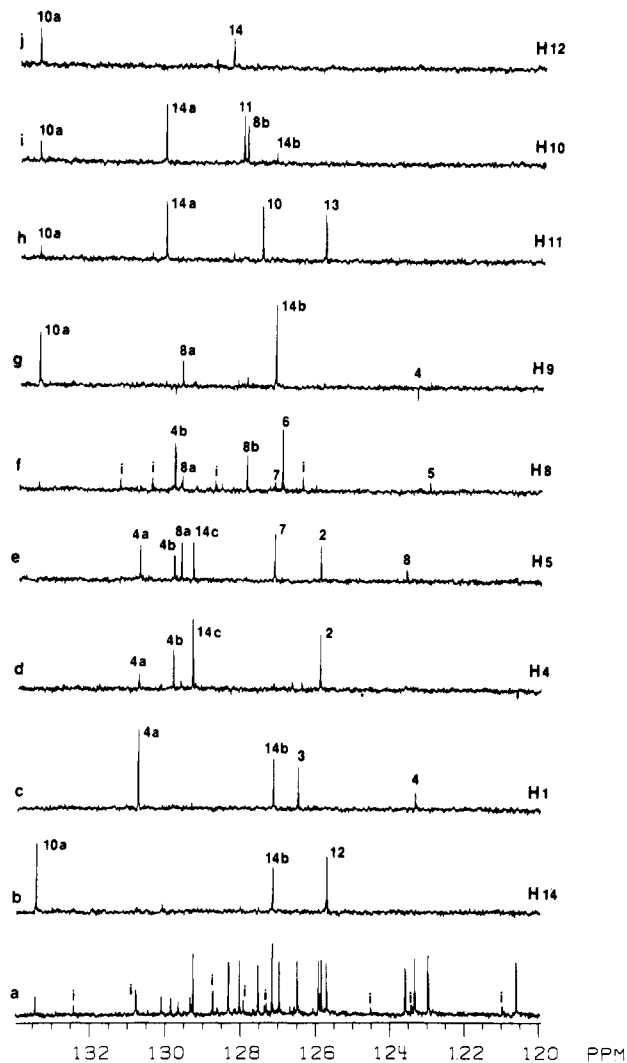 10a 14
j H12
10a 14a 11 8b 14b
i H10
10a 14a 10 13
h H11
10a 8a 14b 4
g H9
i i 4b 8a i 8b 7 6 i 5
f H8
4a 4b 8a 14c 7 2 8
e H5
4a 4b 14c 2
d H4
4a 14b 3 4
c H1
10a 14b 12
b H14
i i i i i i i i
a
132 130 128 126 124 122 120 PPM